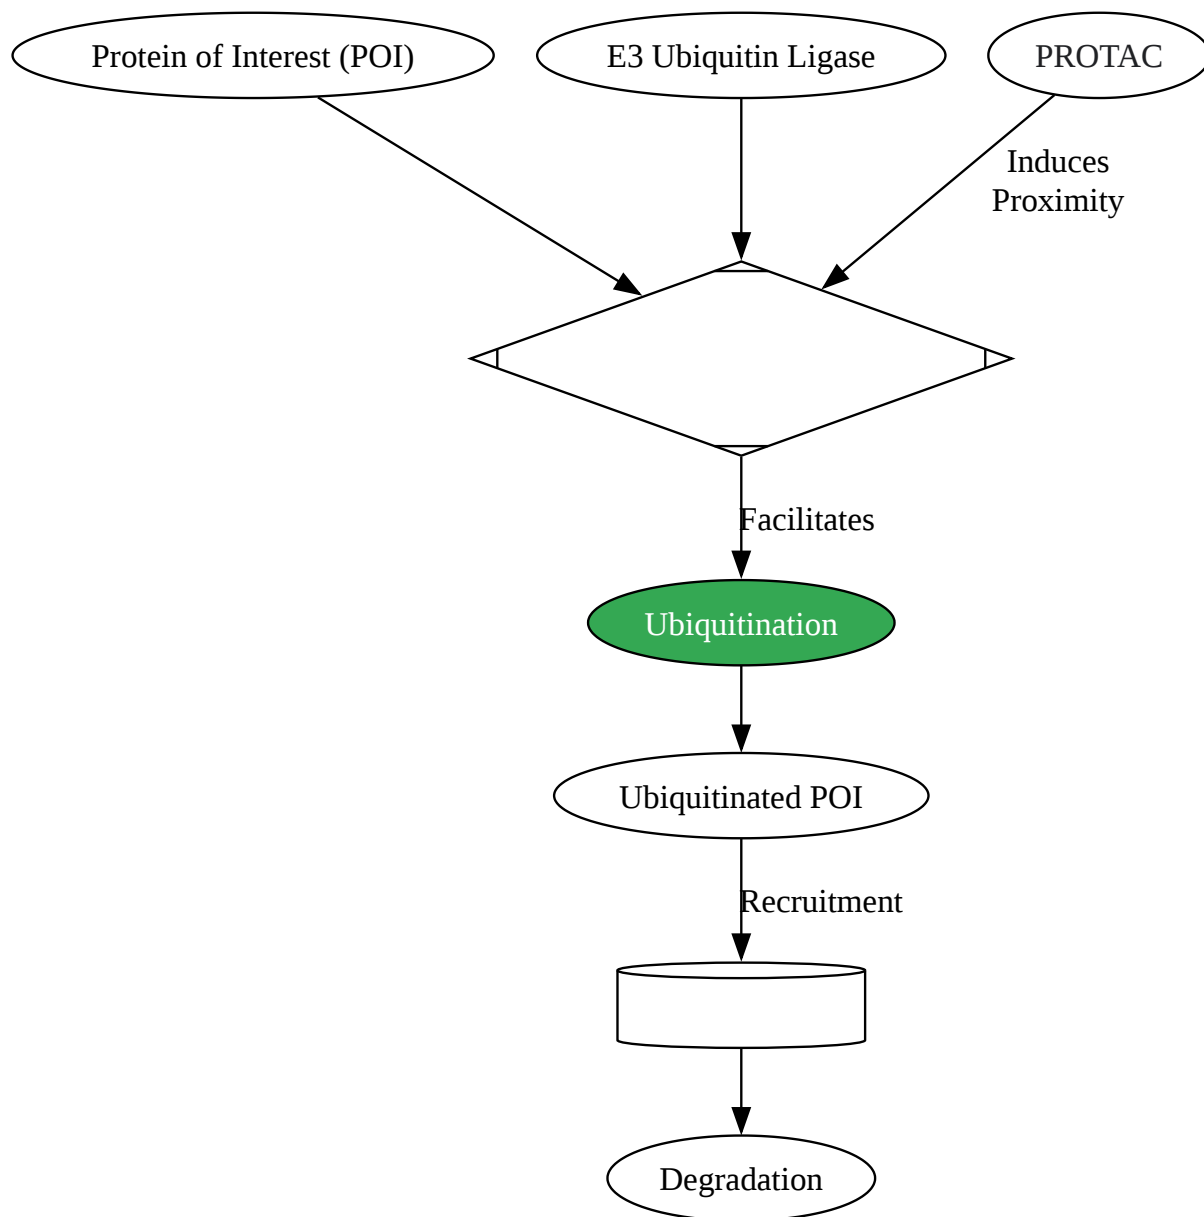 Protein of Interest (POI)
E3 Ubiquitin Ligase
PROTAC
Induces
Proximity
Facilitates
Ubiquitination
Ubiquitinated POI
Recruitment
Degradation